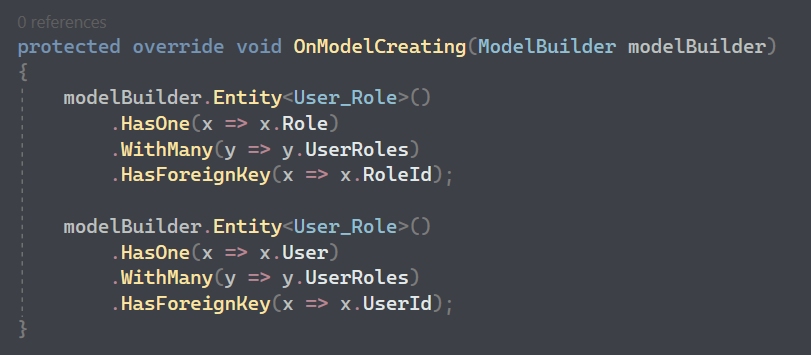 0 references
protected override void OnModelCreating(ModelBuilder modelBuilder)
{
modelBuilder.Entity<User_Role>()
.HasOne(x => x.Role)
.WithMany(y => y.UserRoles)
.HasForeignKey(x => x.RoleId);
modelBuilder.Entity<User_Role>()
.HasOne(x => x.User)
.WithMany(y => y.UserRoles)
.HasForeignKey(x => x.UserId);
}